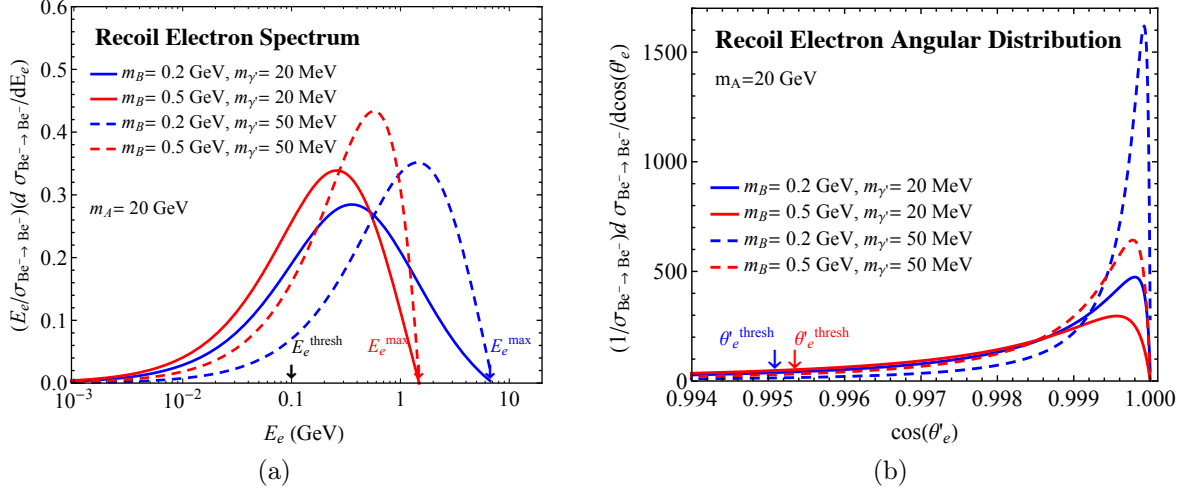 Recoil Electron Spectrum
m_B= 0.2 GeV, m_γ'= 20 MeV
m_B= 0.5 GeV, m_γ'= 20 MeV
m_B= 0.2 GeV, m_γ'= 50 MeV
m_B= 0.5 GeV, m_γ'= 50 MeV
m_A= 20 GeV
E_e^thresh
E_e^max
E_e^max
(E_e/σ_Be⁻→ Be⁻)(d σ_Be⁻→ Be⁻/dE_e)
0.6
0.5
0.4
0.3
0.2
0.1
0.0
10⁻³ 10⁻² 0.1 1 10
E_e (GeV)
(a)
Recoil Electron Angular Distribution
m_A=20 GeV
m_B= 0.2 GeV, m_γ'= 20 MeV
m_B= 0.5 GeV, m_γ'= 20 MeV
m_B= 0.2 GeV, m_γ'= 50 MeV
m_B= 0.5 GeV, m_γ'= 50 MeV
θ'_e^thresh θ'_e^thresh
(1/σ_Be⁻→ Be⁻)d σ_Be⁻→ Be⁻/dcos(θ'_e)
1500
1000
500
0
0.994 0.995 0.996 0.997 0.998 0.999 1.000
cos(θ'_e)
(b)